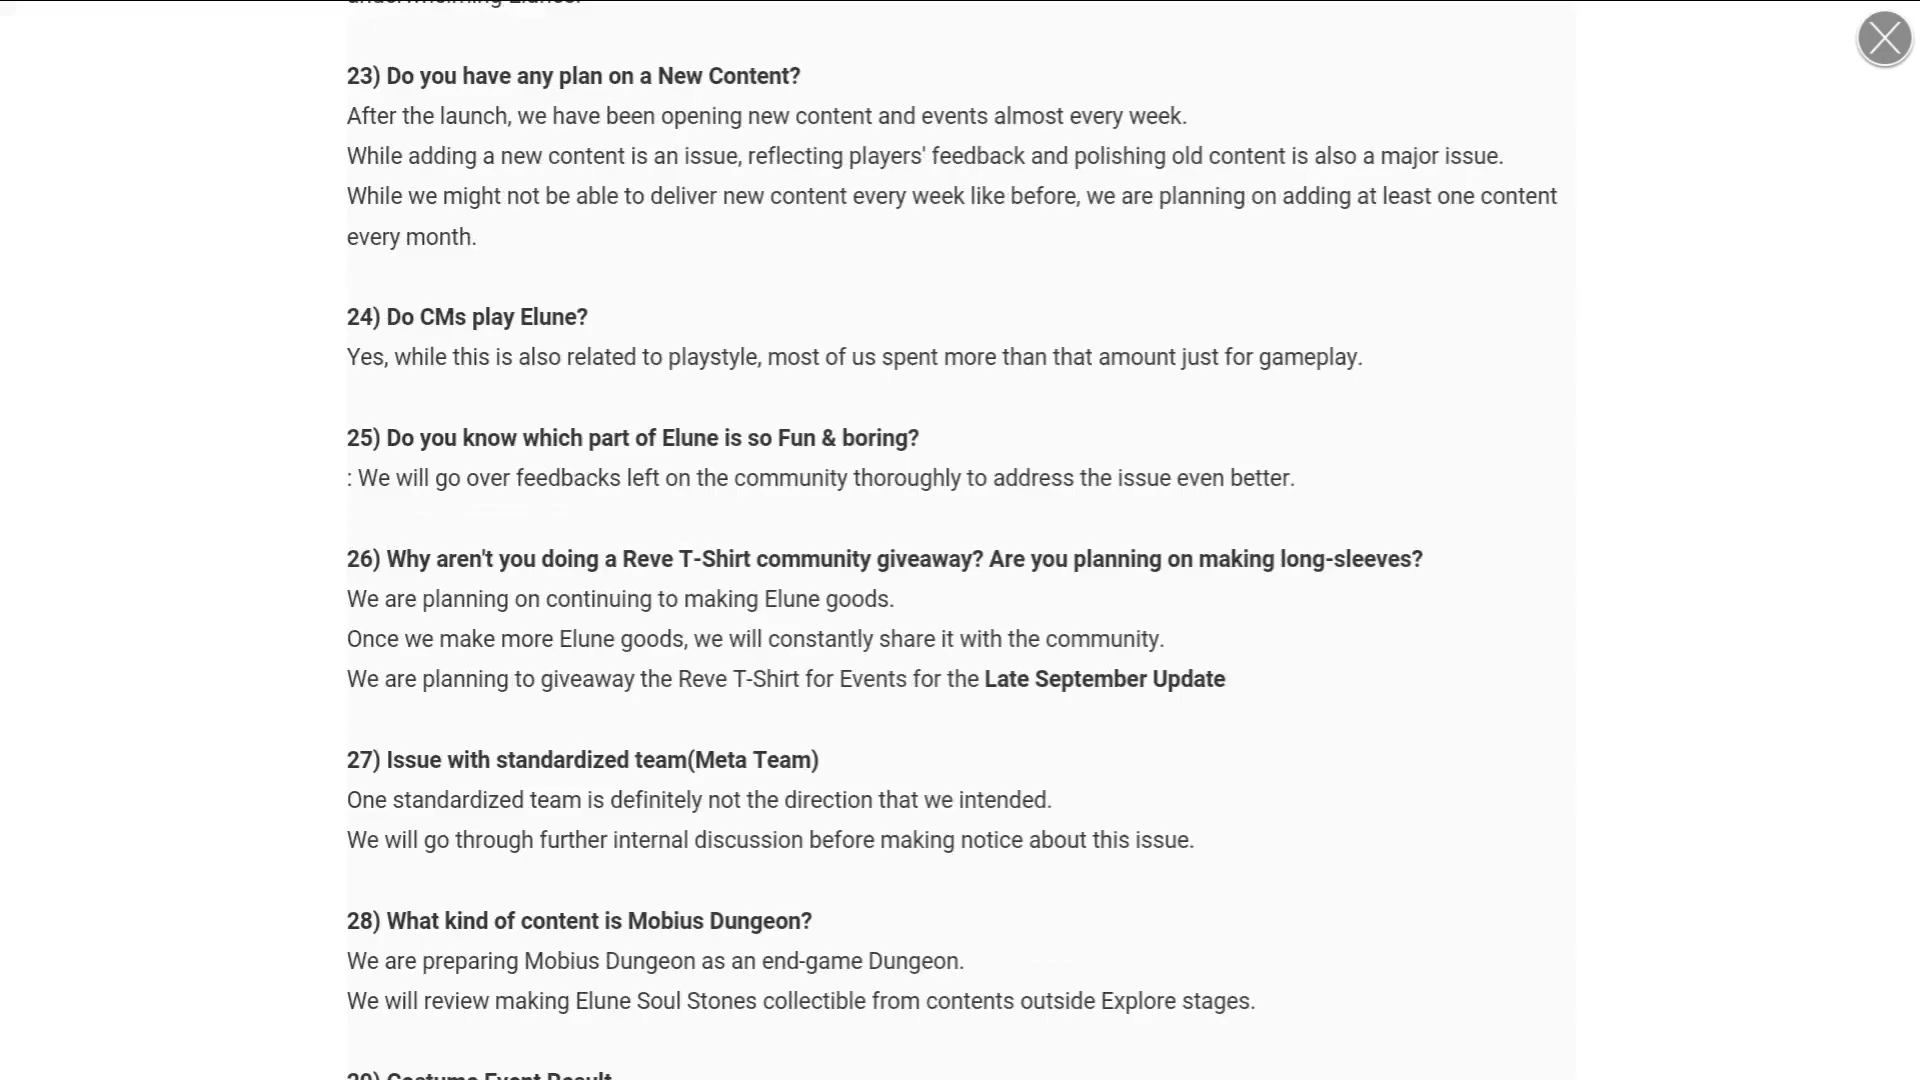 23) Do you have any plan on a New Content?
After the launch, we have been opening new content and events almost every week.
While adding a new content is an issue, reflecting players' feedback and polishing old content is also a major issue.
While we might not be able to deliver new content every week like before, we are planning on adding at least one content
every month.
24) Do CMs play Elune?
Yes, while this is also related to playstyle, most of us spent more than that amount just for gameplay.
25) Do you know which part of Elune is so Fun & boring?
: We will go over feedbacks left on the community thoroughly to address the issue even better.
26) Why aren't you doing a Reve T-Shirt community giveaway? Are you planning on making long-sleeves?
We are planning on continuing to making Elune goods.
Once we make more Elune goods, we will constantly share it with the community.
We are planning to giveaway the Reve T-Shirt for Events for the Late September Update
27) Issue with standardized team(Meta Team)
One standardized team is definitely not the direction that we intended.
We will go through further internal discussion before making notice about this issue.
28) What kind of content is Mobius Dungeon?
We are preparing Mobius Dungeon as an end-game Dungeon.
We will review making Elune Soul Stones collectible from contents outside Explore stages.
29) Costume Event Result